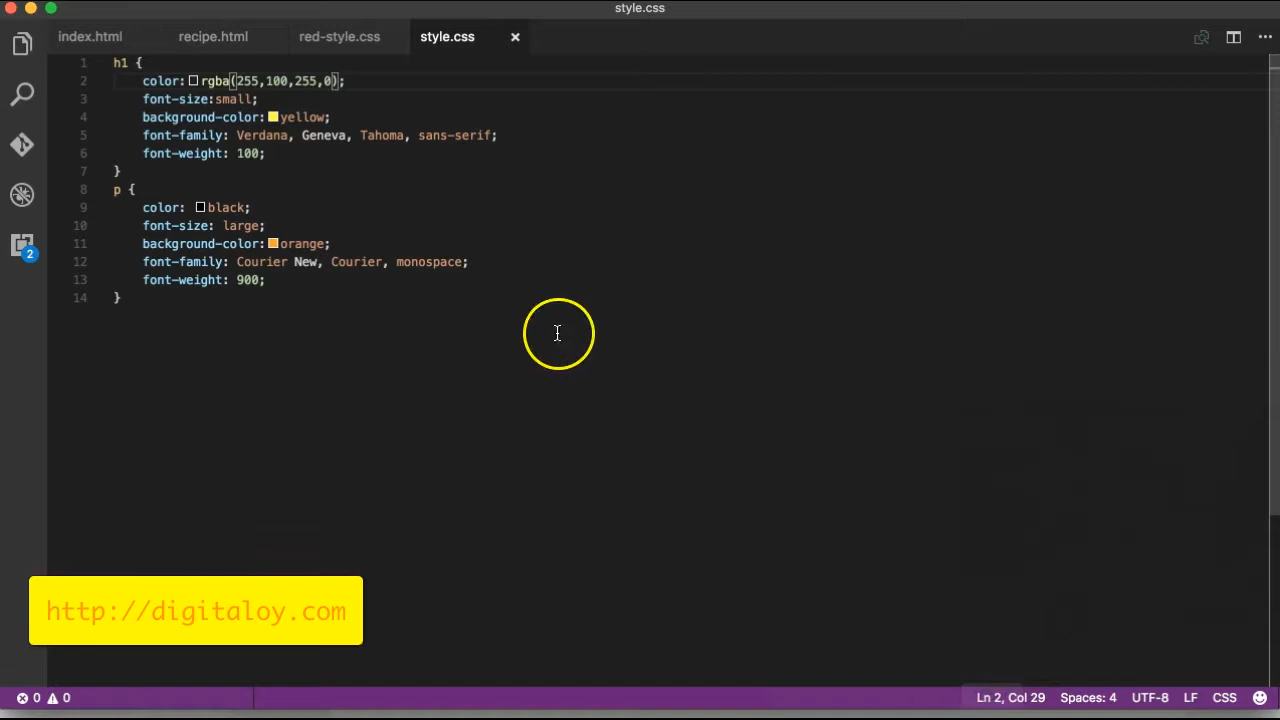 style.css
index.html recipe.html red-style.css style.css
1 h1 {
2 color: rgba(255,100,255,0);
3 font-size:small;
4 background-color: yellow;
5 font-family: Verdana, Geneva, Tahoma, sans-serif;
6 font-weight: 100;
7 }
8 p {
9 color: black;
10 font-size: large;
11 background-color: orange;
12 font-family: Courier New, Courier, monospace;
13 font-weight: 900;
14 }
2
http://digitaloy.com
0 0 Ln 2, Col 29 Spaces: 4 UTF-8 LF CSS